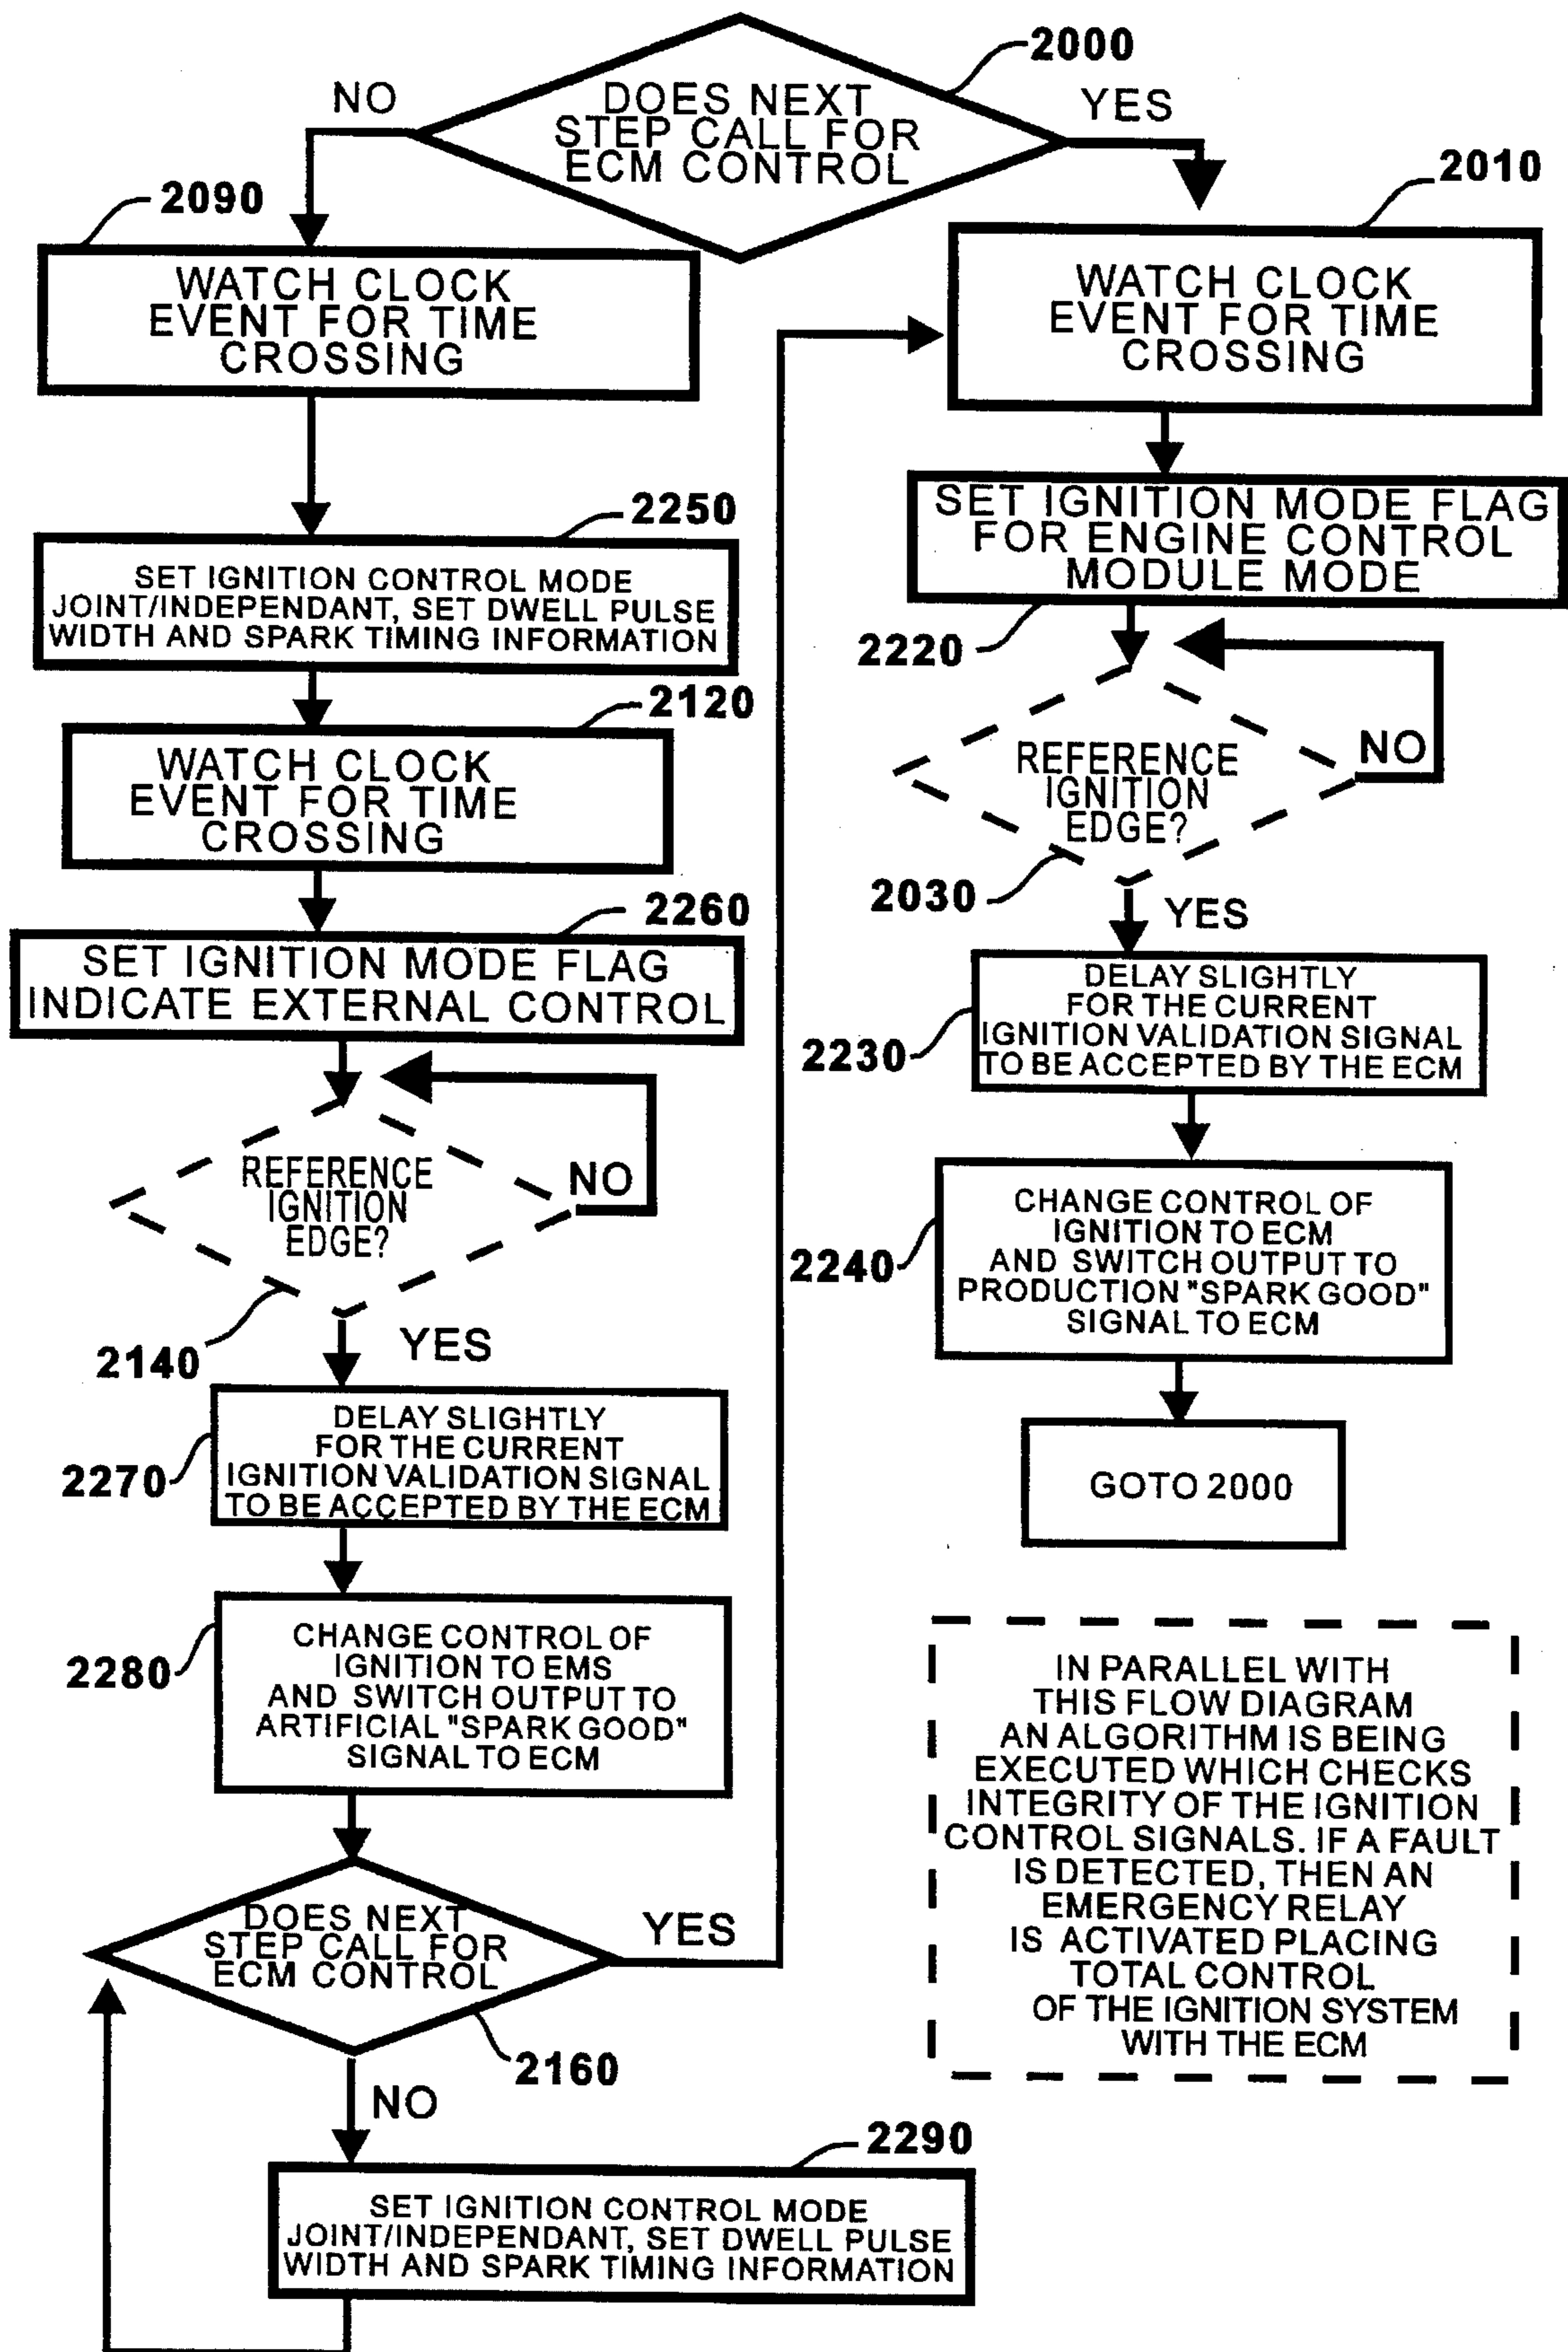 2000
DOES NEXT
STEP CALL FOR
ECM CONTROL
NO
YES
2090
WATCH CLOCK
EVENT FOR TIME
CROSSING
2250
SET IGNITION CONTROL MODE
JOINT/INDEPENDANT, SET DWELL PULSE
WIDTH AND SPARK TIMING INFORMATION
2120
WATCH CLOCK
EVENT FOR TIME
CROSSING
2260
SET IGNITION MODE FLAG
INDICATE EXTERNAL CONTROL
REFERENCE
IGNITION
EDGE?
NO
2140
YES
2270
DELAY SLIGHTLY
FOR THE CURRENT
IGNITION VALIDATION SIGNAL
TO BE ACCEPTED BY THE ECM
2280
CHANGE CONTROL OF
IGNITION TO EMS
AND SWITCH OUTPUT TO
ARTIFICIAL "SPARK GOOD"
SIGNAL TO ECM
DOES NEXT
STEP CALL FOR
ECM CONTROL
YES
2160
NO
2290
SET IGNITION CONTROL MODE
JOINT/INDEPENDANT, SET DWELL PULSE
WIDTH AND SPARK TIMING INFORMATION
2010
WATCH CLOCK
EVENT FOR TIME
CROSSING
SET IGNITION MODE FLAG
FOR ENGINE CONTROL
MODULE MODE
2220
REFERENCE
IGNITION
EDGE?
NO
2030
YES
DELAY SLIGHTLY
FOR THE CURRENT
IGNITION VALIDATION SIGNAL
TO BE ACCEPTED BY THE ECM
2230
CHANGE CONTROL OF
IGNITION TO ECM
AND SWITCH OUTPUT TO
PRODUCTION "SPARK GOOD"
SIGNAL TO ECM
2240
GOTO 2000
IN PARALLEL WITH
THIS FLOW DIAGRAM
AN ALGORITHM IS BEING
EXECUTED WHICH CHECKS
INTEGRITY OF THE IGNITION
CONTROL SIGNALS. IF A FAULT
IS DETECTED, THEN AN
EMERGENCY RELAY
IS ACTIVATED PLACING
TOTAL CONTROL
OF THE IGNITION SYSTEM
WITH THE ECM